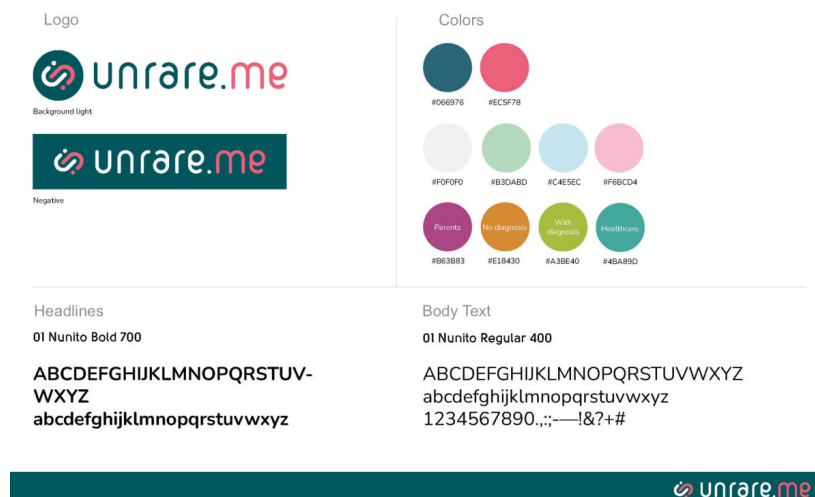 Logo
unrare.me
Background light
unrare.me
Negative
Colors
#066976 #EC5F78
#F0F0F0 #B3DABD #C4E5EC #F6BCD4
Parents No diagnosis With diagnosis Healthcare
#B63B83 #E18430 #A3BE40 #4BA89D
Headlines
01 Nunito Bold 700
ABCDEFGHIJKLMNOPQRSTUV-
WXYZ
abcdefghijklmnopqrstuvwxyz
Body Text
01 Nunito Regular 400
ABCDEFGHIJKLMNOPQRSTUVWXYZ
abcdefghijklmnopqrstuvwxyz
1234567890.,:;-—!&?+#
unrare.me